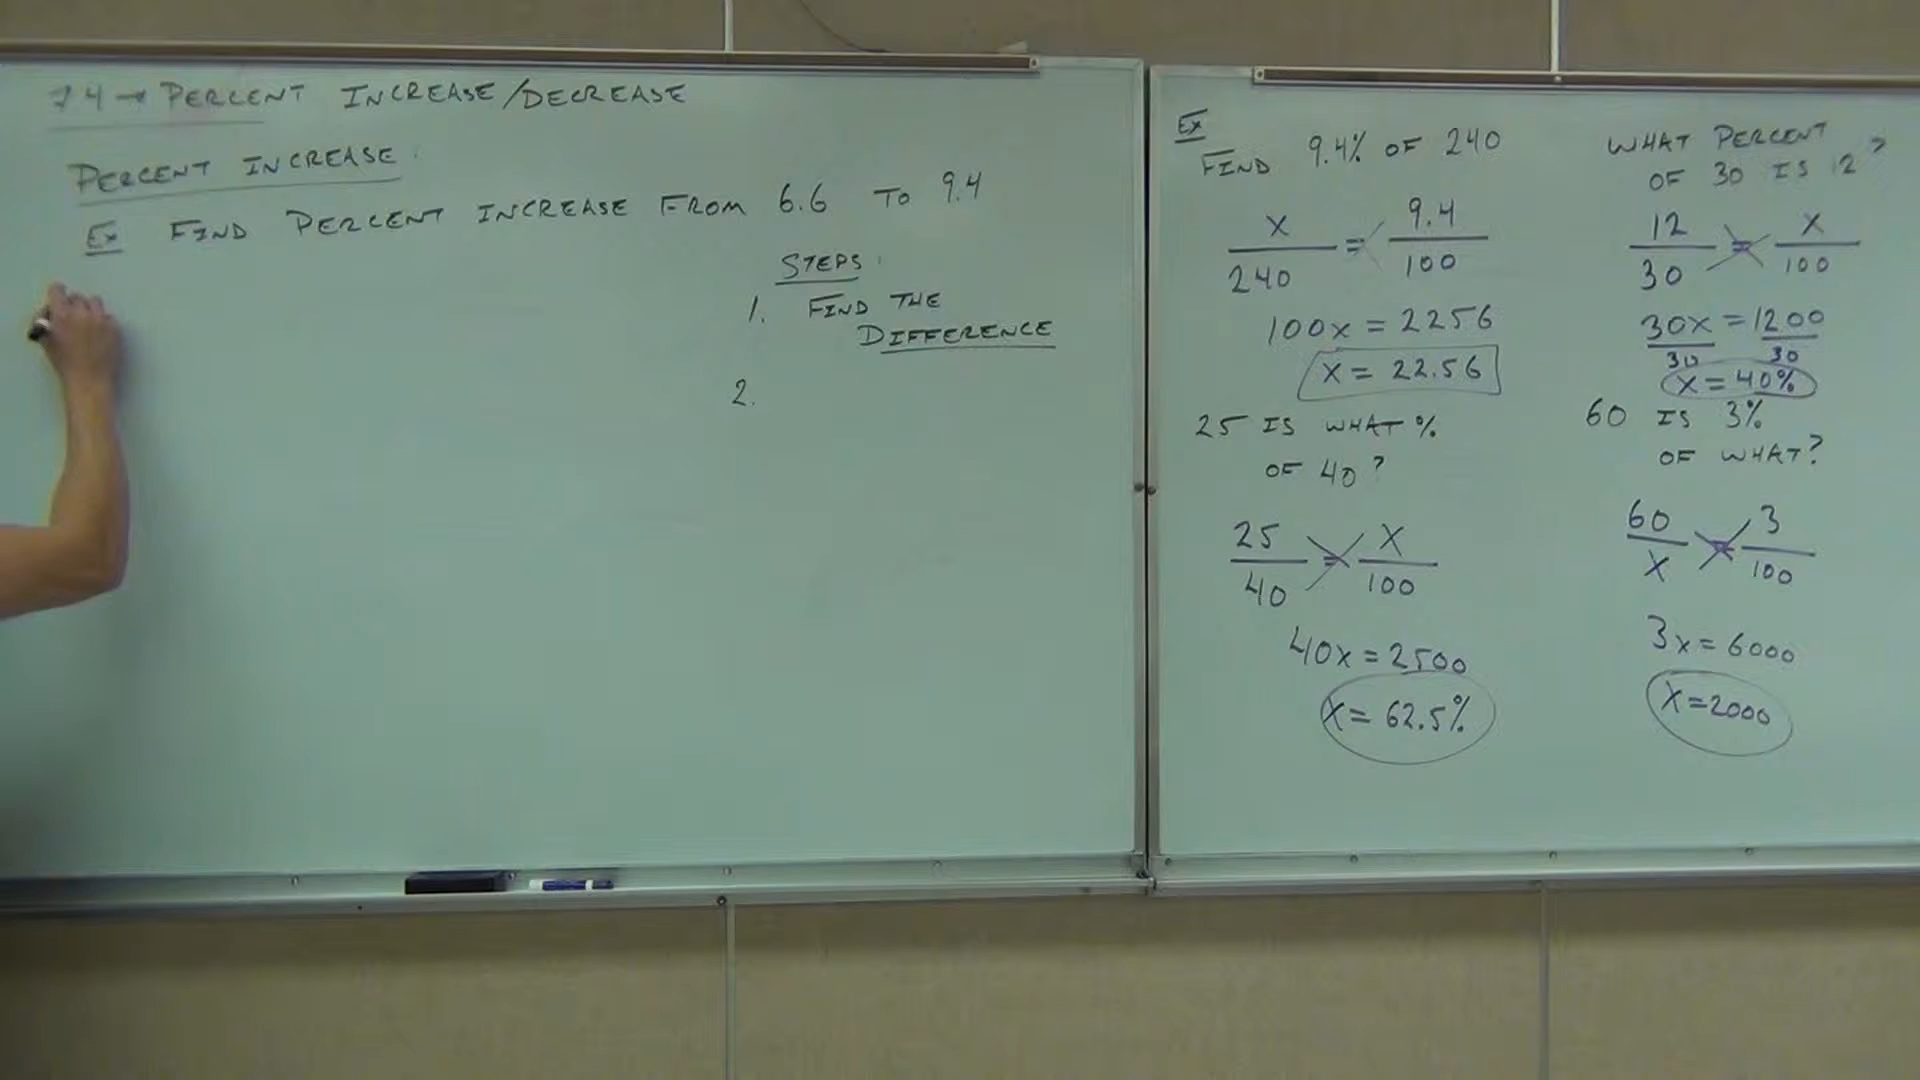 7.4 → PERCENT INCREASE/DECREASE
PERCENT INCREASE:
Ex FIND PERCENT INCREASE FROM 6.6 TO 9.4
STEPS:
1. FIND THE
DIFFERENCE
2.
Ex
FIND 9.4% OF 240
x/240 = 9.4/100
100x = 2256
x = 22.56
25 IS WHAT %
OF 40?
25/40 = x/100
40x = 2500
x = 62.5%
WHAT PERCENT
OF 30 IS 12?
12/30 = x/100
30x = 1200
30 30
x = 40%
60 IS 3%
OF WHAT?
60/x = 3/100
3x = 6000
x = 2000